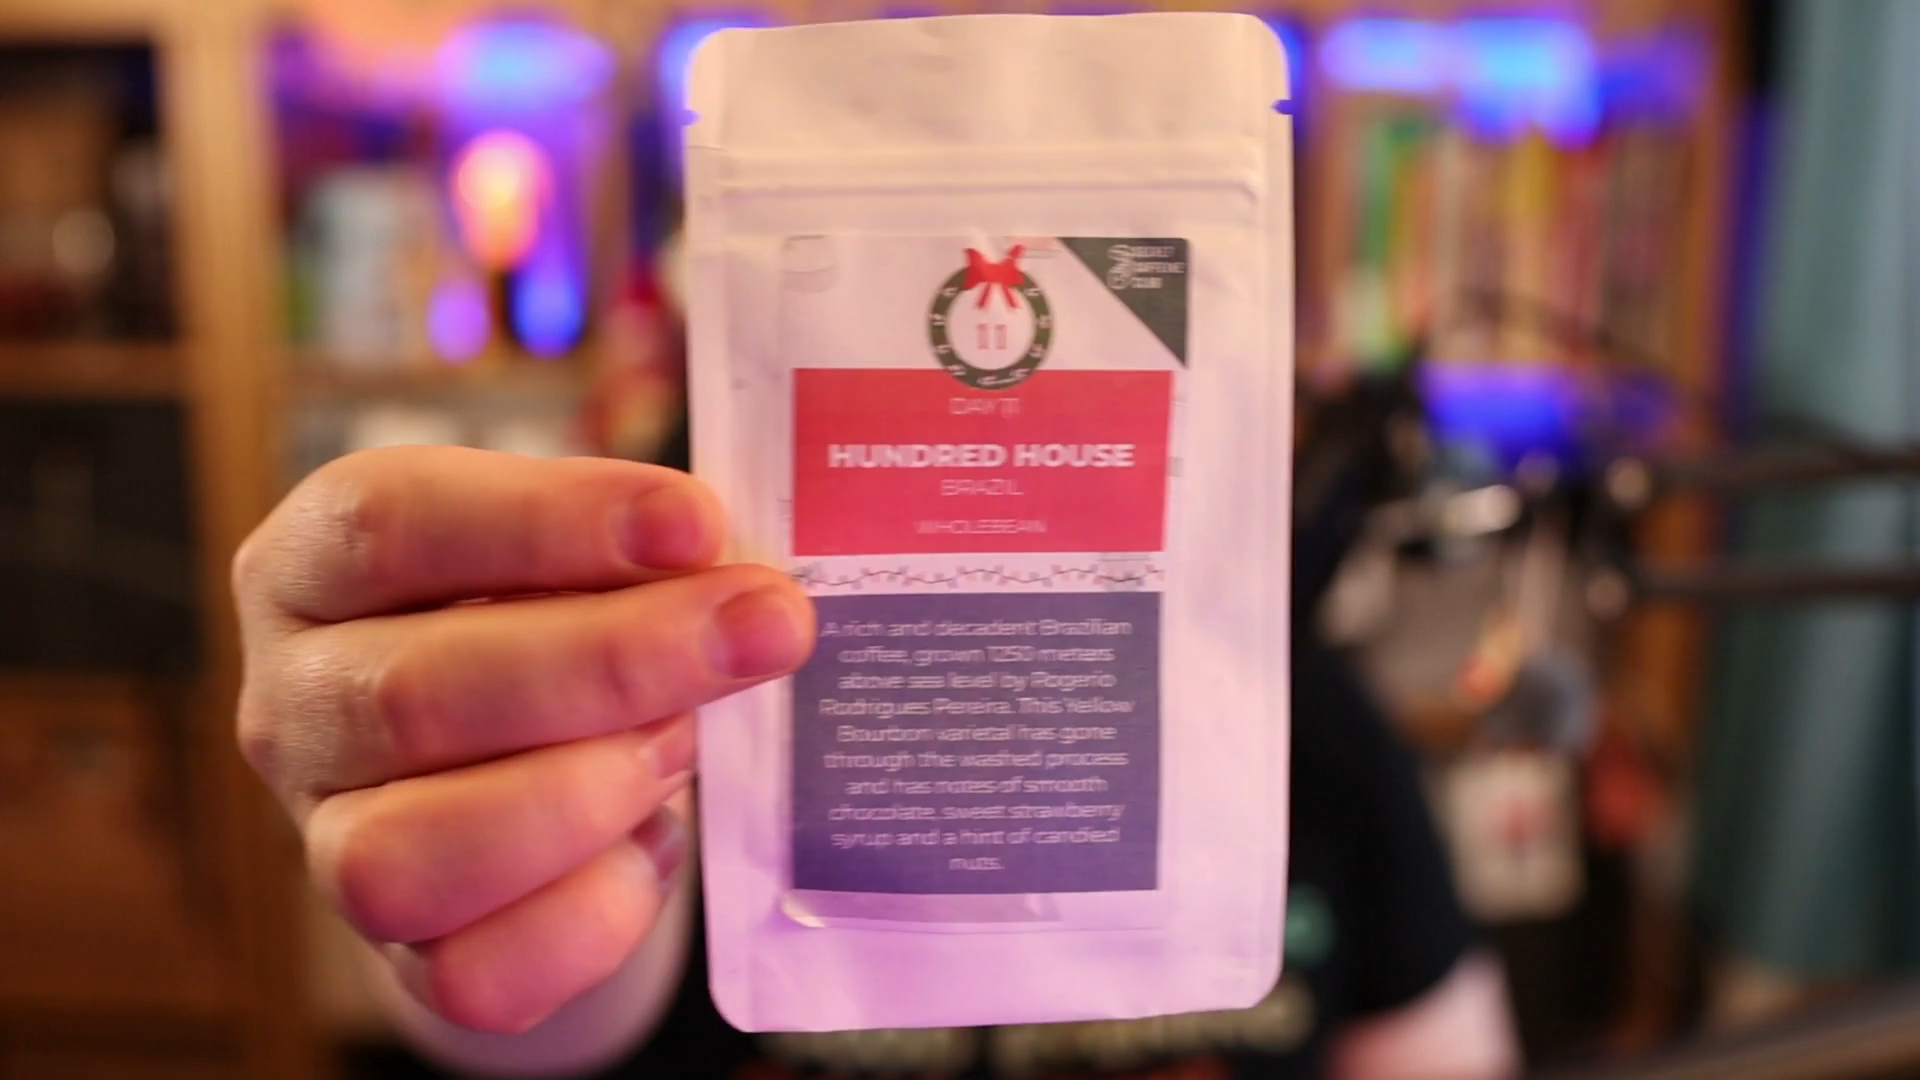 11
DAY 11
HUNDRED HOUSE
BRAZIL
WHOLEBEAN
A rich and decadent Brazilian
coffee, grown 1250 meters
above sea level by Rogerio
Rodrigues Pereira. This Yellow
Bourbon varietal has gone
through the washed process
and has notes of smooth
chocolate, sweet strawberry
syrup and a hint of candied
nuts.